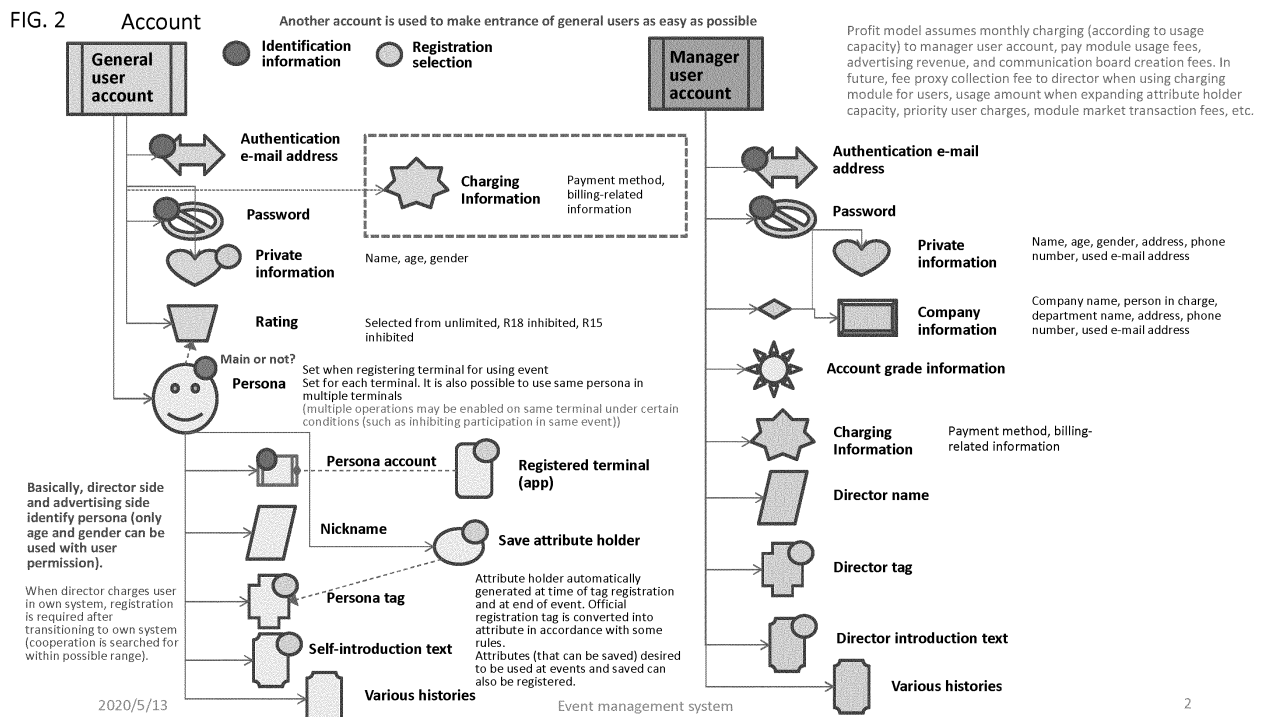 FIG. 2
Account
Another account is used to make entrance of general users as easy as possible
Identification
information
Registration
selection
General
user
account
Authentication
e-mail address
Charging
Information
Payment method,
billing-related
information
Password
Private
information
Name, age, gender
Rating
Selected from unlimited, R18 inhibited, R15
inhibited
Main or not?
Persona
Set when registering terminal for using event
Set for each terminal. It is also possible to use same persona in
multiple terminals
(multiple operations may be enabled on same terminal under certain
conditions (such as inhibiting participation in same event))
Persona account
Registered terminal
(app)
Nickname
Save attribute holder
Persona tag
Attribute holder automatically
generated at time of tag registration
and at end of event. Official
registration tag is converted into
attribute in accordance with some
rules.
Attributes (that can be saved) desired
to be used at events and saved can
also be registered.
Self-introduction text
Various histories
Basically, director side
and advertising side
identify persona (only
age and gender can be
used with user
permission).
When director charges user
in own system, registration
is required after
transitioning to own system
(cooperation is searched for
within possible range).
Manager
user
account
Profit model assumes monthly charging (according to usage
capacity) to manager user account, pay module usage fees,
advertising revenue, and communication board creation fees. In
future, fee proxy collection fee to director when using charging
module for users, usage amount when expanding attribute holder
capacity, priority user charges, module market transaction fees, etc.
Authentication e-mail
address
Password
Private
information
Name, age, gender, address, phone
number, used e-mail address
Company
information
Company name, person in charge,
department name, address, phone
number, used e-mail address
Account grade information
Charging
Information
Payment method, billing-
related information
Director name
Director tag
Director introduction text
Various histories
2020/5/13
Event management system
2